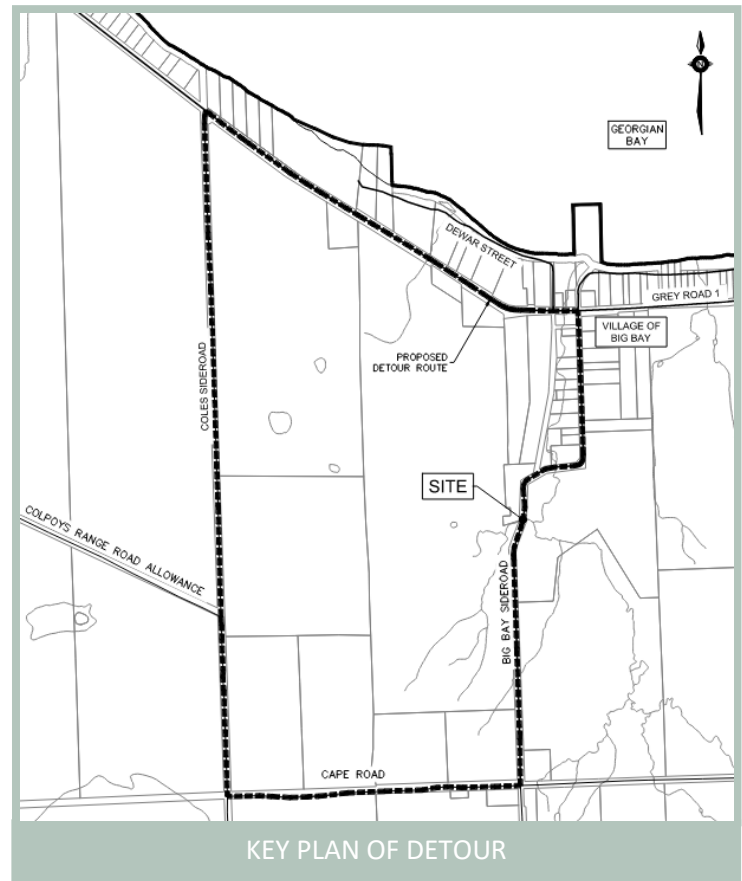 N
GEORGIAN
BAY
DEWAR STREET
GREY ROAD 1
VILLAGE OF
BIG BAY
PROPOSED
DETOUR ROUTE
COLES SIDEROAD
SITE
COLPOYS RANGE ROAD ALLOWANCE
BIG BAY SIDEROAD
CAPE ROAD
KEY PLAN OF DETOUR